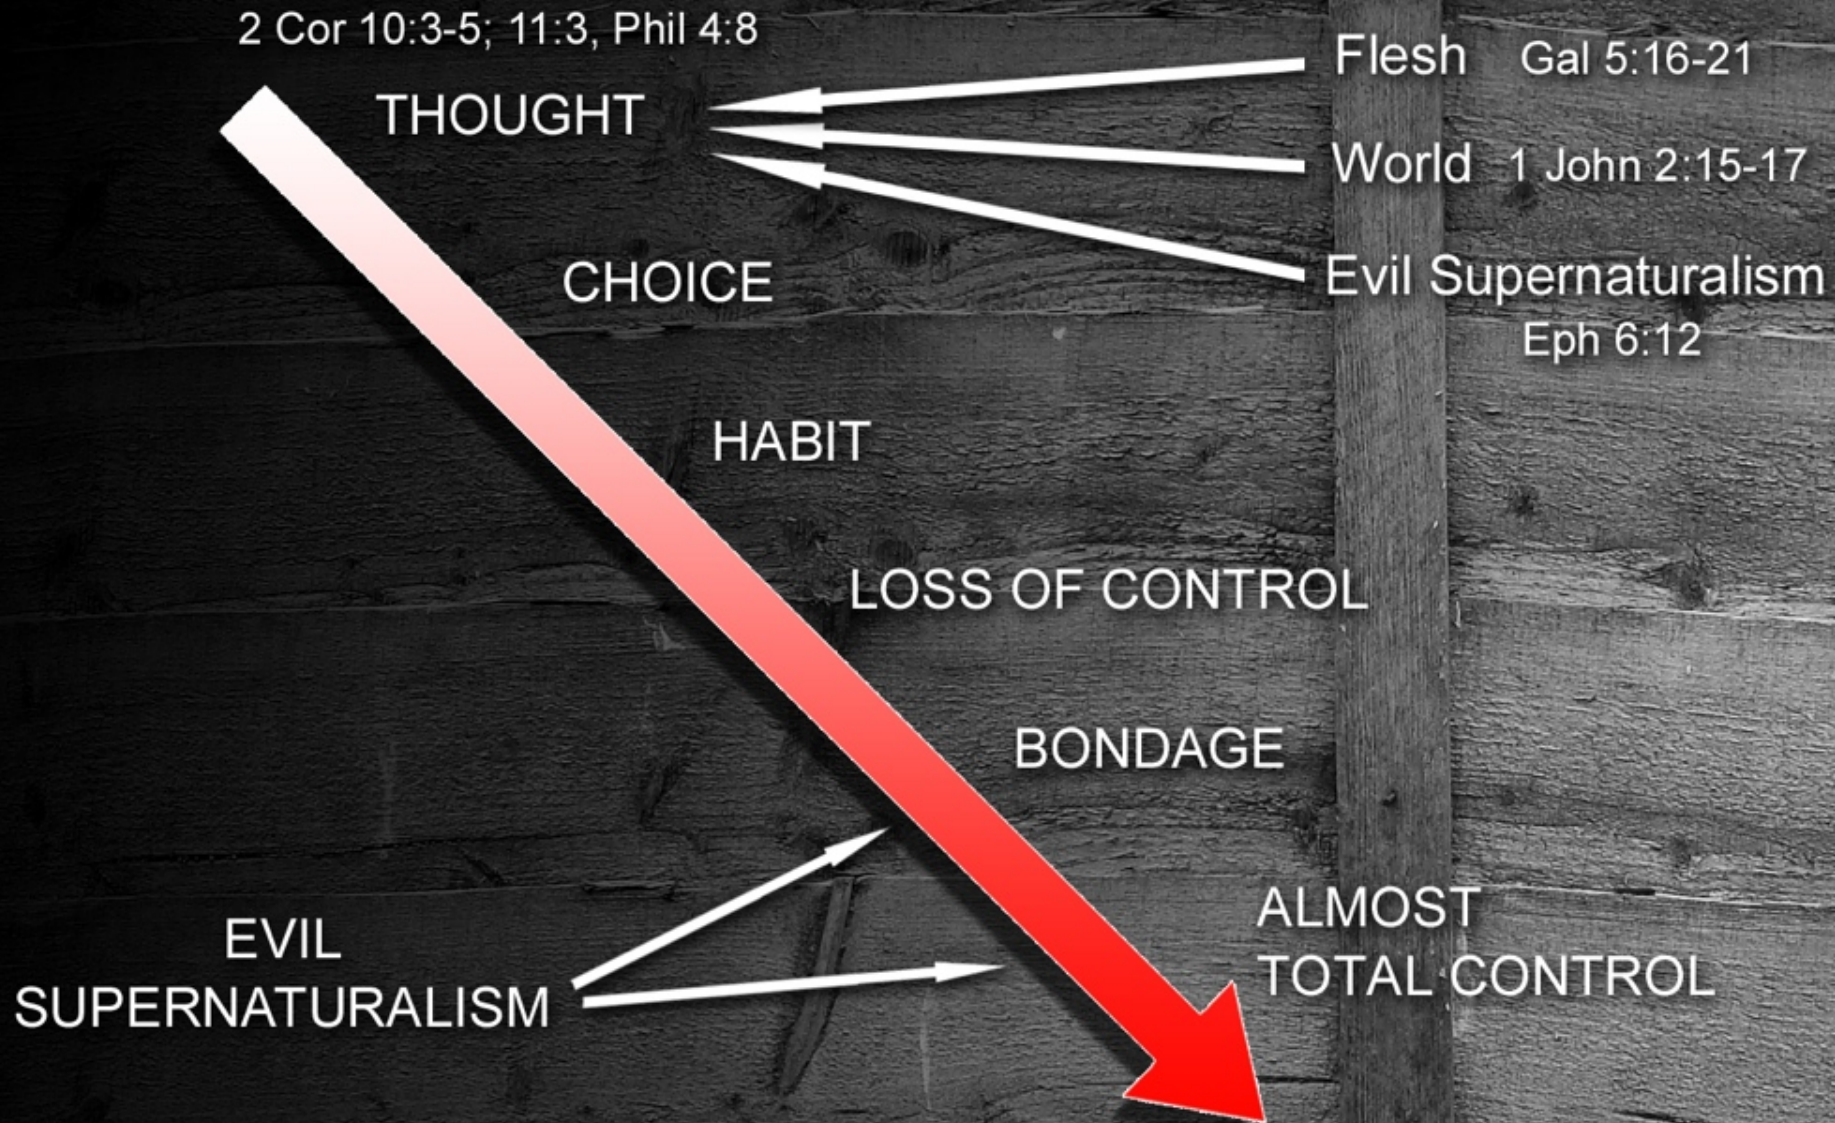 2 Cor 10:3-5; 11:3, Phil 4:8
THOUGHT
Flesh Gal 5:16-21
World 1 John 2:15-17
Evil Supernaturalism
Eph 6:12
CHOICE
HABIT
LOSS OF CONTROL
BONDAGE
ALMOST
TOTAL CONTROL
EVIL
SUPERNATURALISM